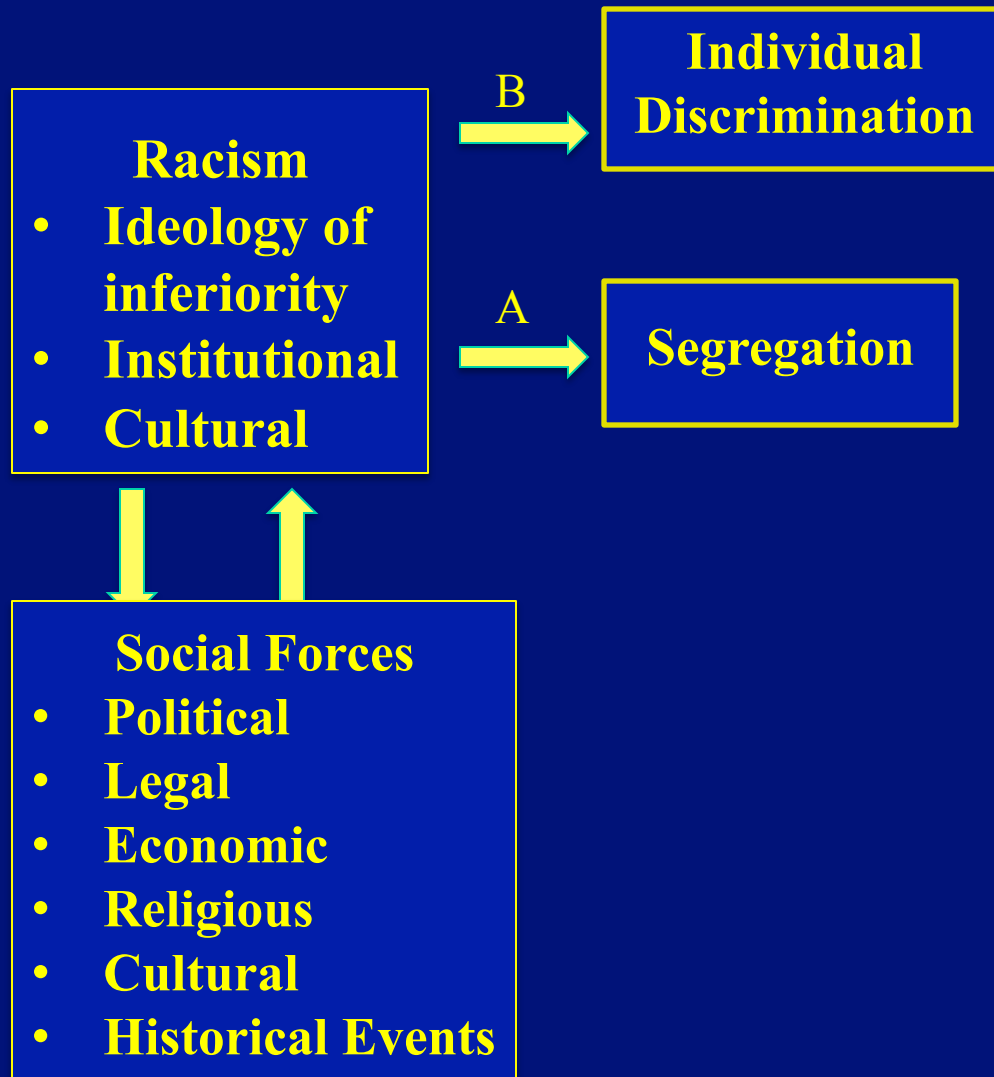 Racism
• Ideology of
inferiority
• Institutional
• Cultural
B
Individual
Discrimination
A
Segregation
Social Forces
• Political
• Legal
• Economic
• Religious
• Cultural
• Historical Events